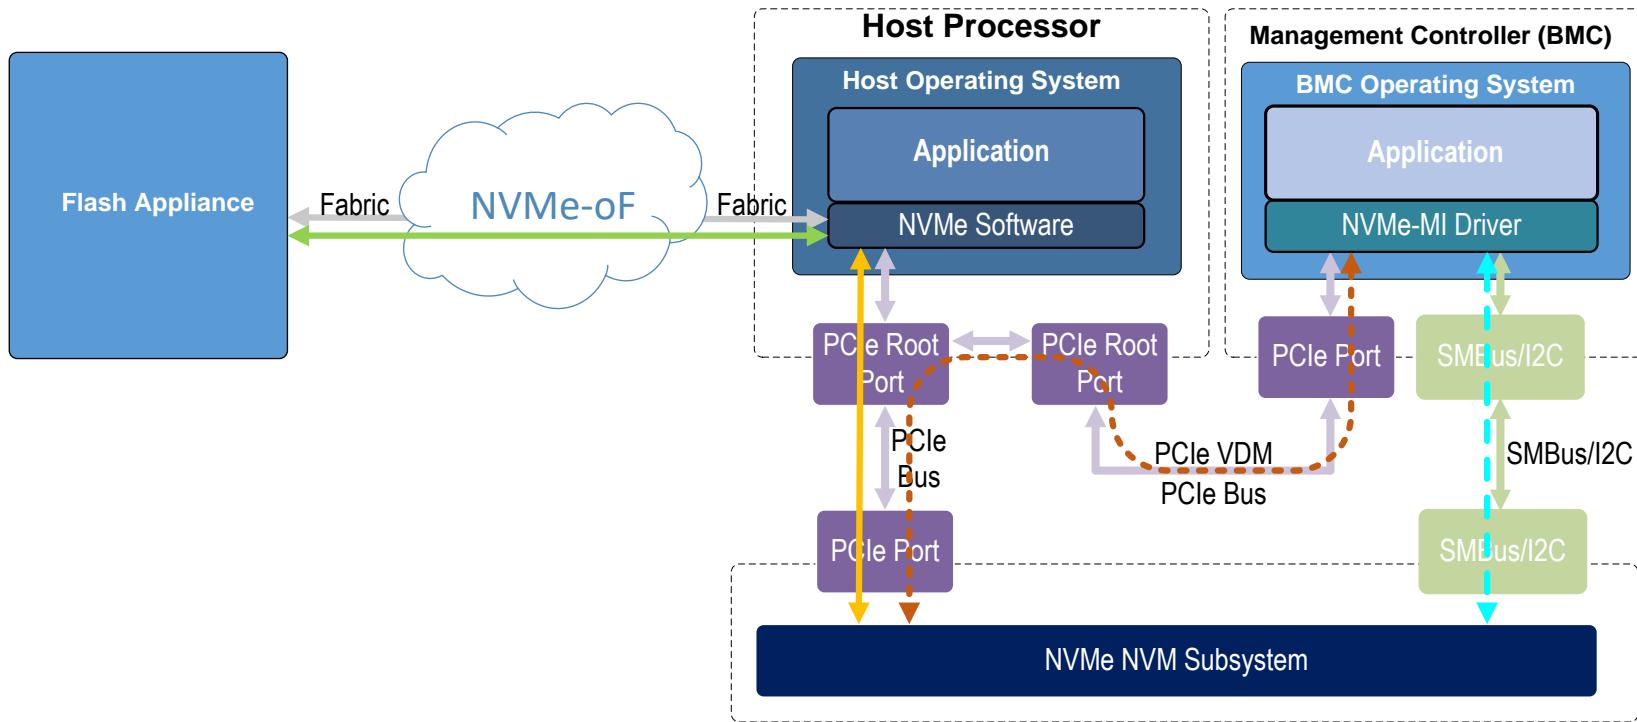 Host Processor
Management Controller (BMC)
Host Operating System
BMC Operating System
Application
Application
Flash Appliance
Fabric
NVMe-oF
Fabric
NVMe Software
NVMe-MI Driver
PCIe Root
Port
PCIe Root
Port
PCIe Port
SMBus/I2C
PCIe
Bus
PCIe VDM
PCIe Bus
SMBus/I2C
PCIe Port
SMBus/I2C
NVMe NVM Subsystem